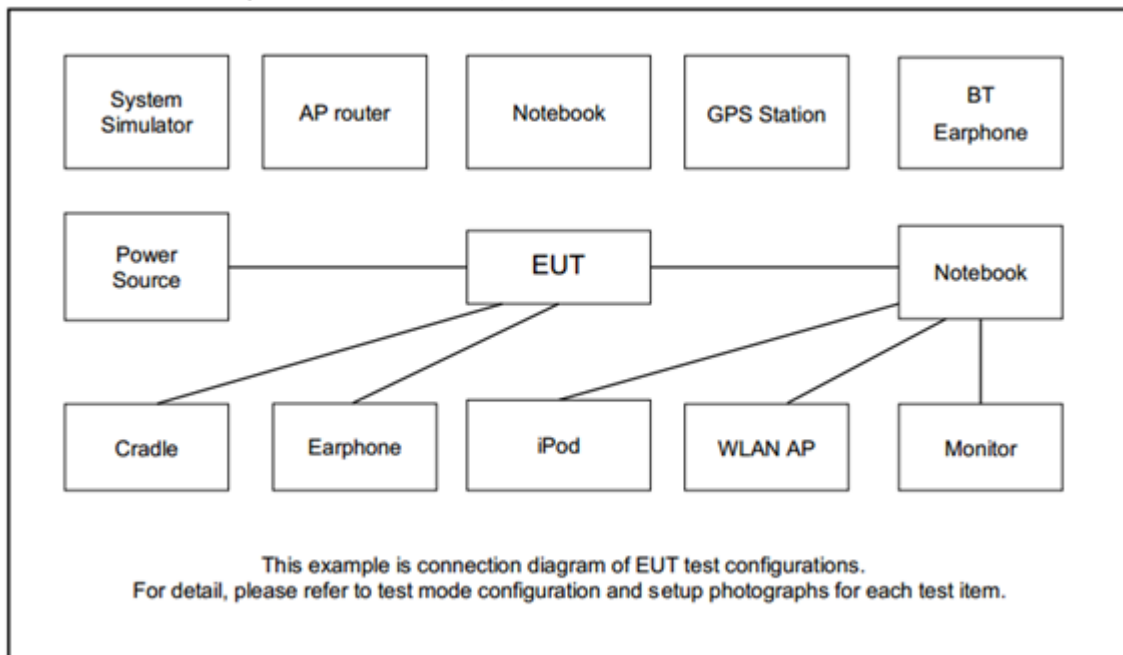 System
Simulator
AP router
Notebook
GPS Station
BT
Earphone
Power
Source
EUT
Notebook
Cradle
Earphone
iPod
WLAN AP
Monitor
This example is connection diagram of EUT test configurations.
For detail, please refer to test mode configuration and setup photographs for each test item.